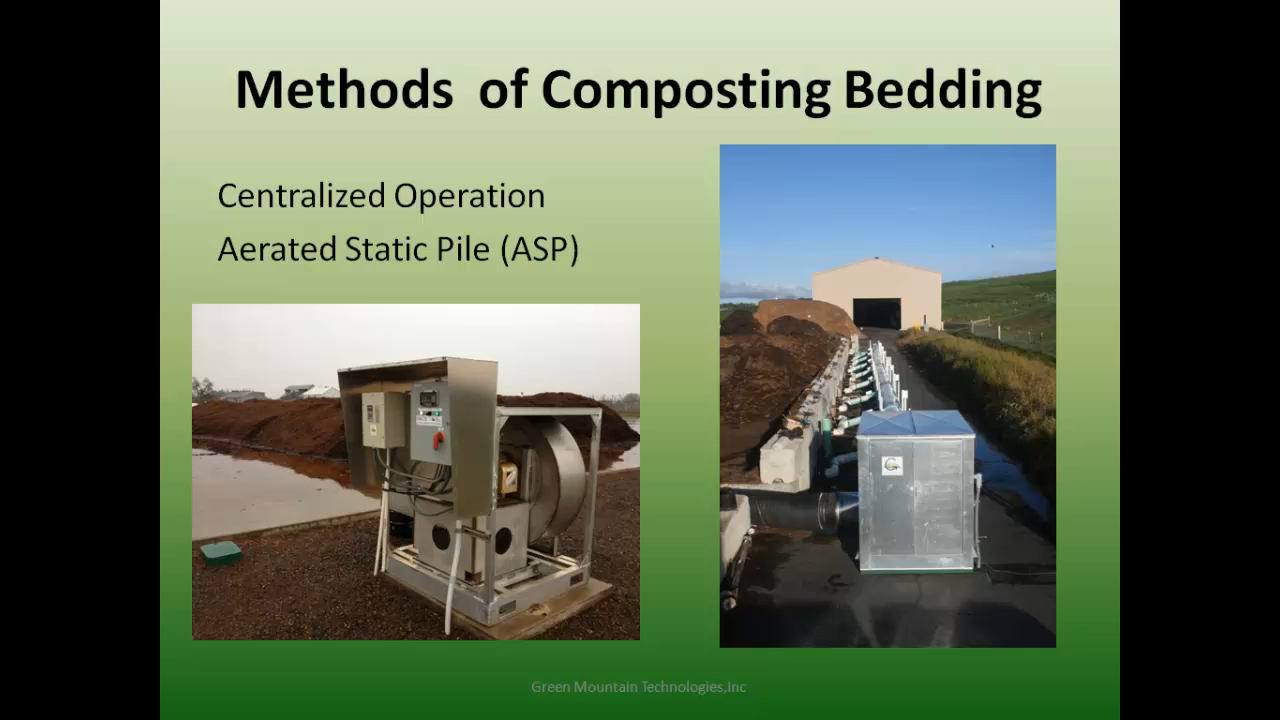 Methods of Composting Bedding
Centralized Operation
Aerated Static Pile (ASP)
Green Mountain Technologies,Inc